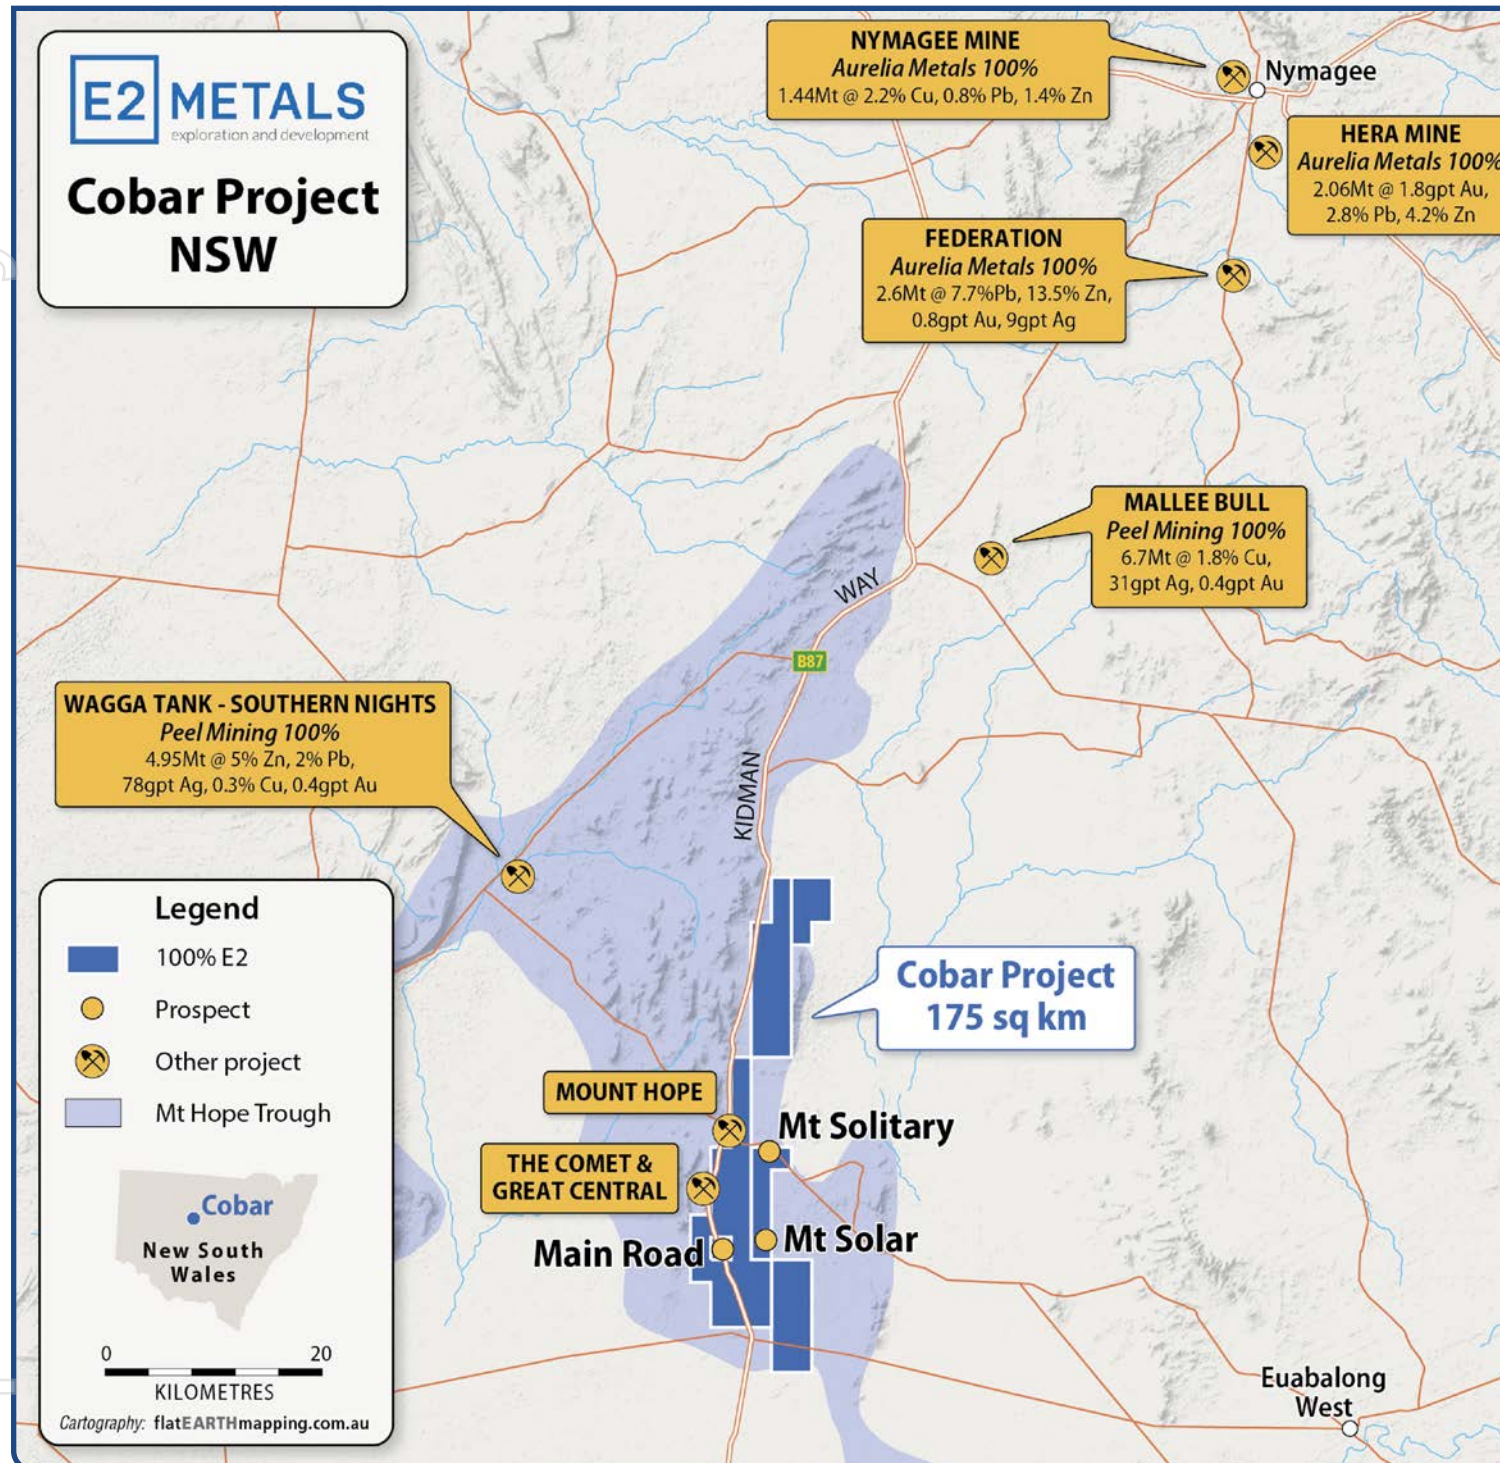 E2 METALS
exploration and development
Cobar Project
NSW
NYMAGEE MINE
Aurelia Metals 100%
1.44Mt @ 2.2% Cu, 0.8% Pb, 1.4% Zn
Nymagee
HERA MINE
Aurelia Metals 100%
2.06Mt @ 1.8gpt Au,
2.8% Pb, 4.2% Zn
FEDERATION
Aurelia Metals 100%
2.6Mt @ 7.7%Pb, 13.5% Zn,
0.8gpt Au, 9gpt Ag
MALLEE BULL
Peel Mining 100%
6.7Mt @ 1.8% Cu,
31gpt Ag, 0.4gpt Au
WAY
B87
KIDMAN
WAGGA TANK - SOUTHERN NIGHTS
Peel Mining 100%
4.95Mt @ 5% Zn, 2% Pb,
78gpt Ag, 0.3% Cu, 0.4gpt Au
Cobar Project
175 sq km
MOUNT HOPE
Mt Solitary
THE COMET &
GREAT CENTRAL
Main Road
Mt Solar
Euabalong
West
Legend
100% E2
Prospect
Other project
Mt Hope Trough
Cobar
New South
Wales
0 20
KILOMETRES
Cartography: flatEARTHmapping.com.au